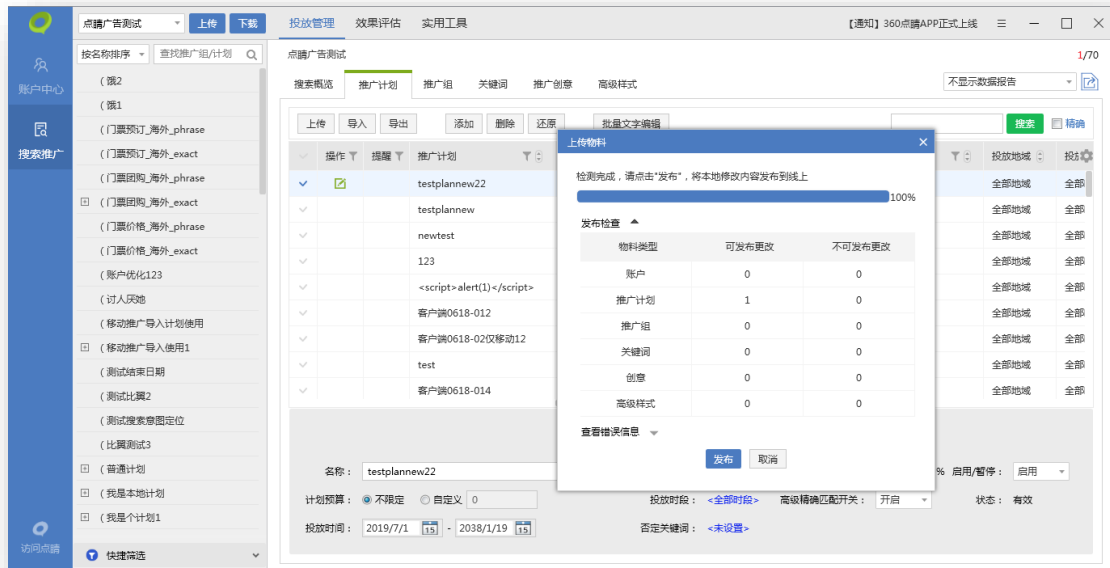 点睛广告测试 上传 下载 投放管理 效果评估 实用工具 【通知】360点睛APP正式上线
账户中心
搜索推广
访问点睛
按名称排序 查找推广组/计划
(饿2
(饿1
(门票预订_海外_phrase
(门票预订_海外_exact
(门票团购_海外_phrase
(门票团购_海外_exact
(门票价格_海外_phrase
(门票价格_海外_exact
(账户优化123
(讨人厌她
(移动推广导入计划使用
(移动推广导入使用1
(测试结束日期
(测试比翼2
(测试搜索意图定位
(比翼测试3
(普通计划
(我是本地计划
(我是个计划1
快捷筛选
点睛广告测试 1/70
搜索概览 推广计划 推广组 关键词 推广创意 高级样式 不显示数据报告
上传 导入 导出 添加 删除 还原 批量文字编辑 搜索 精确
操作 提醒 推广计划 投放地域
testplannew22 全部地域 全部
testplannew 全部地域 全部
newtest 全部地域 全部
123 全部地域 全部
<script>alert(1)</script> 全部地域 全部
客户端0618-012 全部地域 全部
客户端0618-02仅移动12 全部地域 全部
test 全部地域 全部
客户端0618-014 全部地域 全部
上传物料
检测完成，请点击"发布"，将本地修改内容发布到线上
100%
发布检查
物料类型 可发布更改 不可发布更改
账户 0 0
推广计划 1 0
推广组 0 0
关键词 0 0
创意 0 0
高级样式 0 0
查看错误信息
发布 取消
名称： testplannew22 % 启用/暂停： 启用
计划预算： 不限定 自定义 0 投放时段： <全部时段> 高级精确匹配开关： 开启 状态： 有效
投放时间： 2019/7/1 15 - 2038/1/19 15 否定关键词： <未设置>